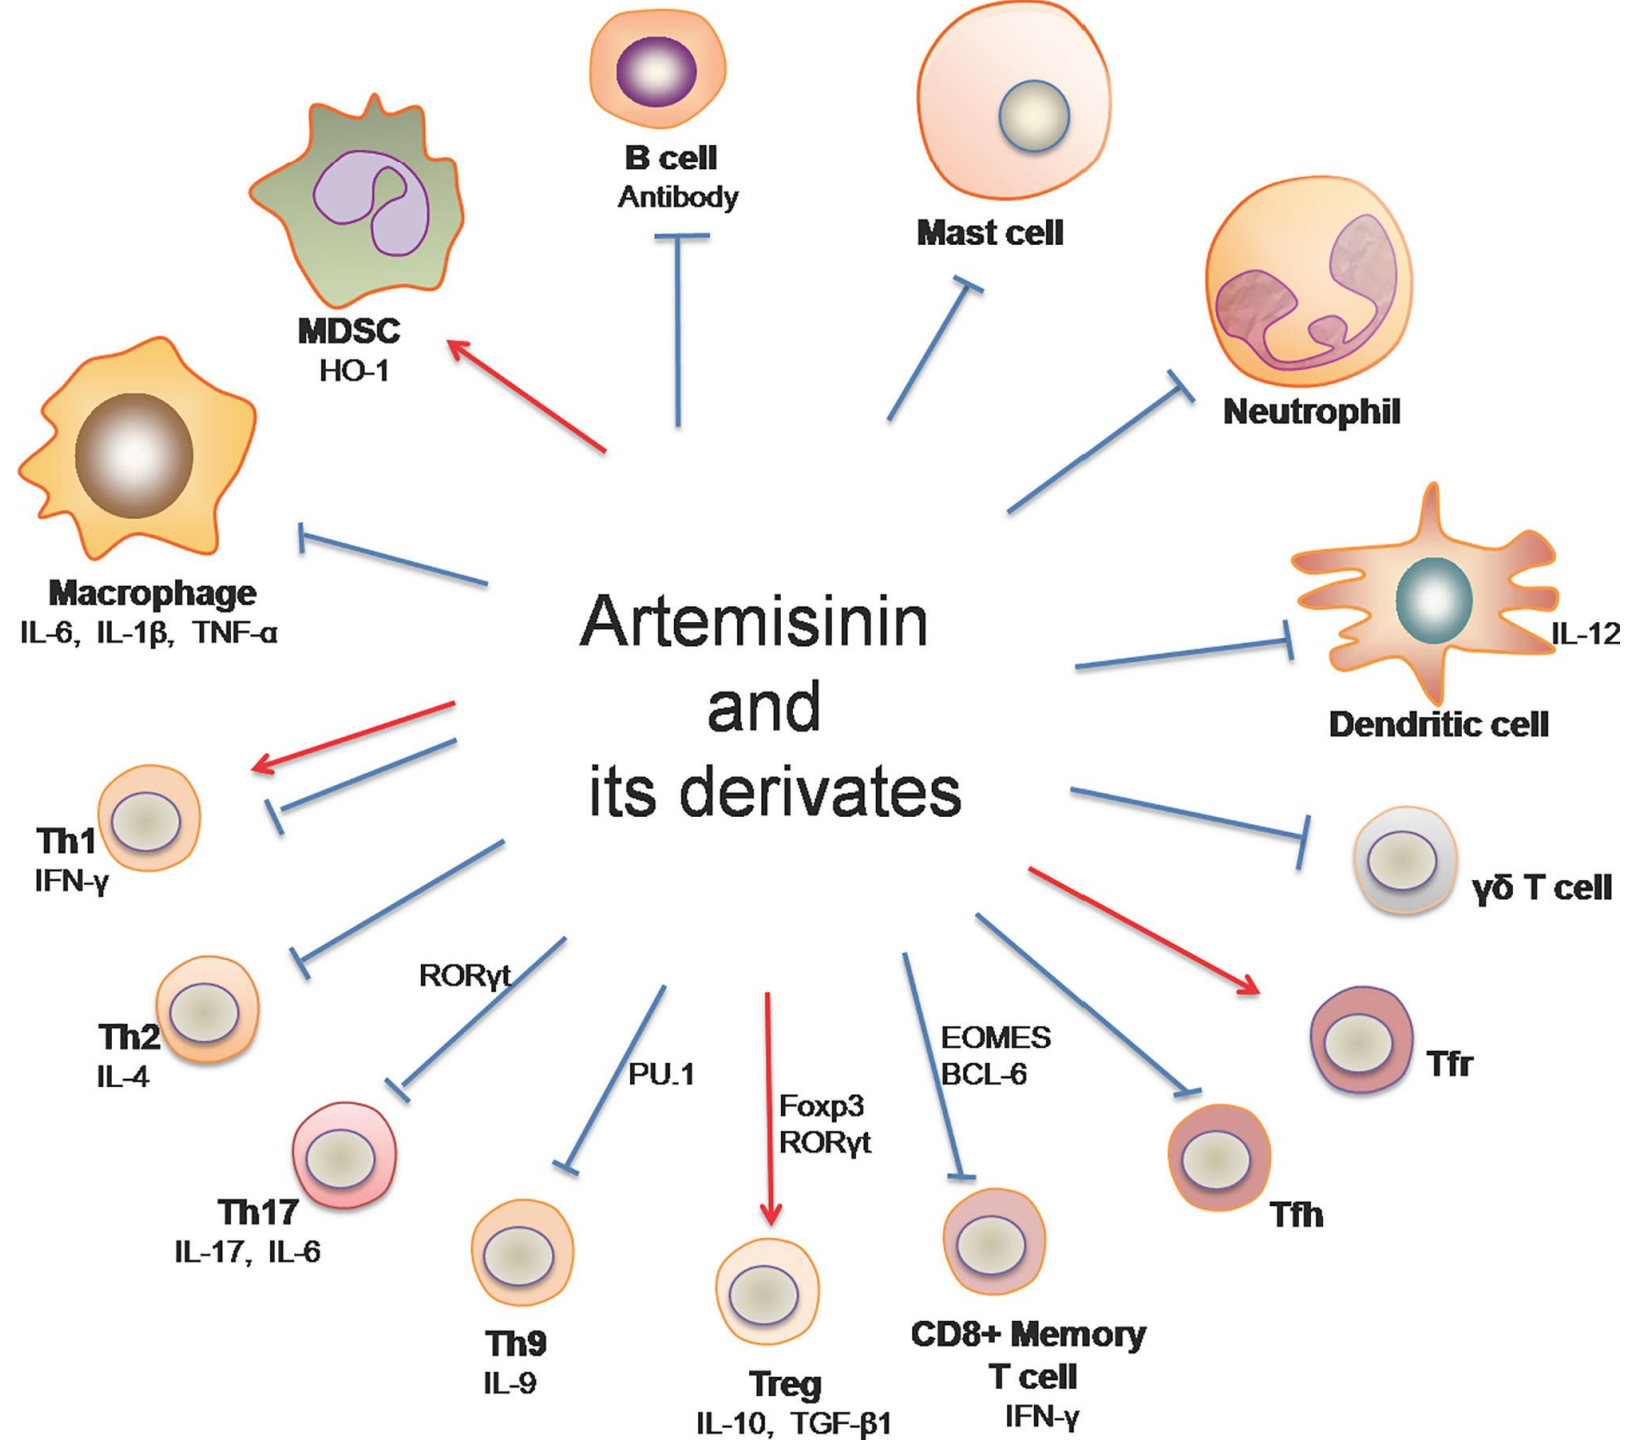 B cell
Antibody
Mast cell
MDSC
HO-1
Neutrophil
Macrophage
IL-6, IL-1β, TNF-α
IL-12
Dendritic cell
Artemisinin
and
its derivates
Th1
IFN-γ
γδ T cell
Th2
IL-4
RORγt
Th17
IL-17, IL-6
PU.1
Th9
IL-9
Foxp3
RORγt
Treg
IL-10, TGF-β1
EOMES
BCL-6
CD8+ Memory
T cell
IFN-γ
Tfh
Tfr